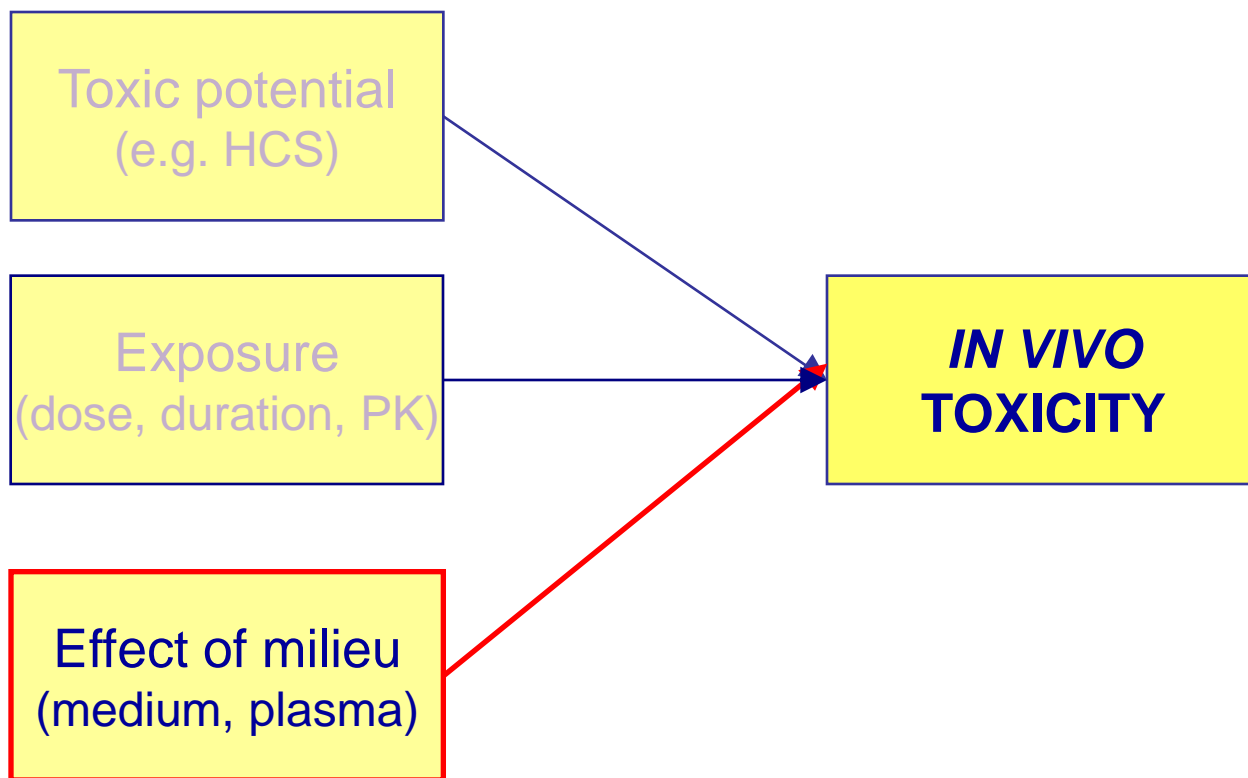 Toxic potential
(e.g. HCS)
Exposure
(dose, duration, PK)
IN VIVO
TOXICITY
Effect of milieu
(medium, plasma)